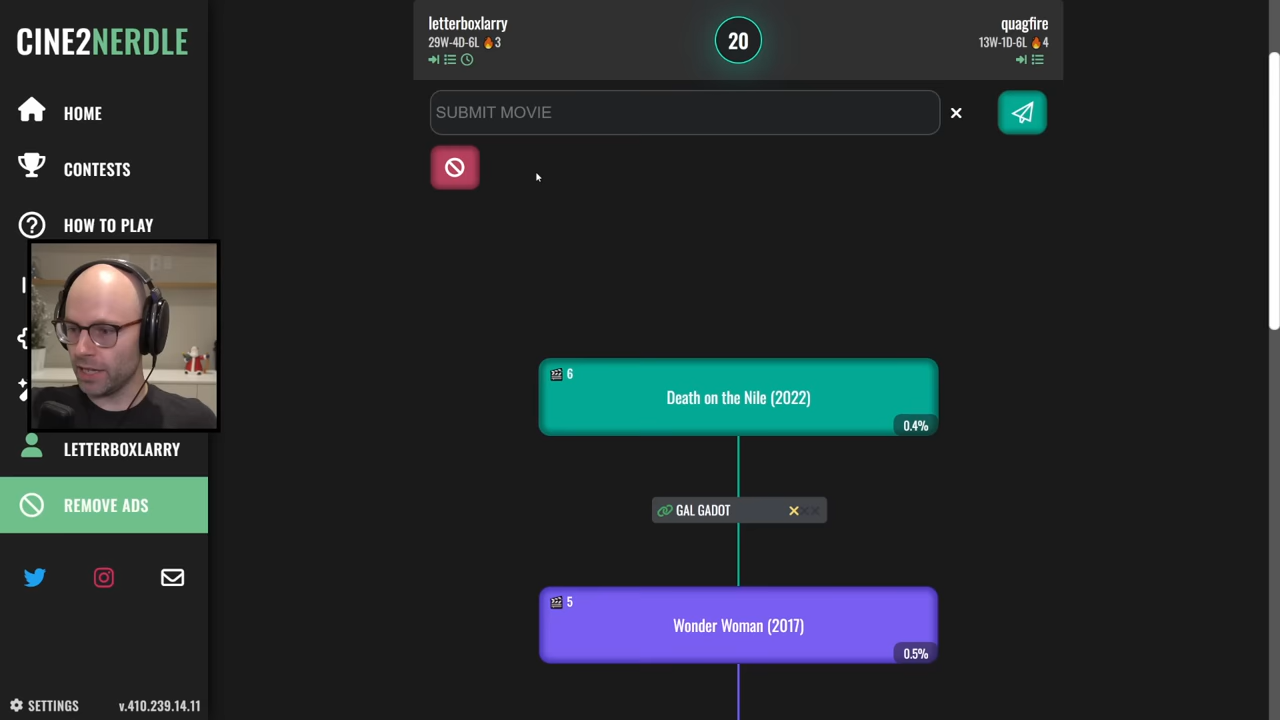 CINE2NERDLE
HOME
CONTESTS
HOW TO PLAY
LETTERBOXLARRY
REMOVE ADS
SETTINGS
v.410.239.14.11
letterboxlarry
29W-4D-6L 🔥3
20
quagfire
13W-1D-6L 🔥4
SUBMIT MOVIE
6
Death on the Nile (2022)
0.4%
GAL GADOT
5
Wonder Woman (2017)
0.5%